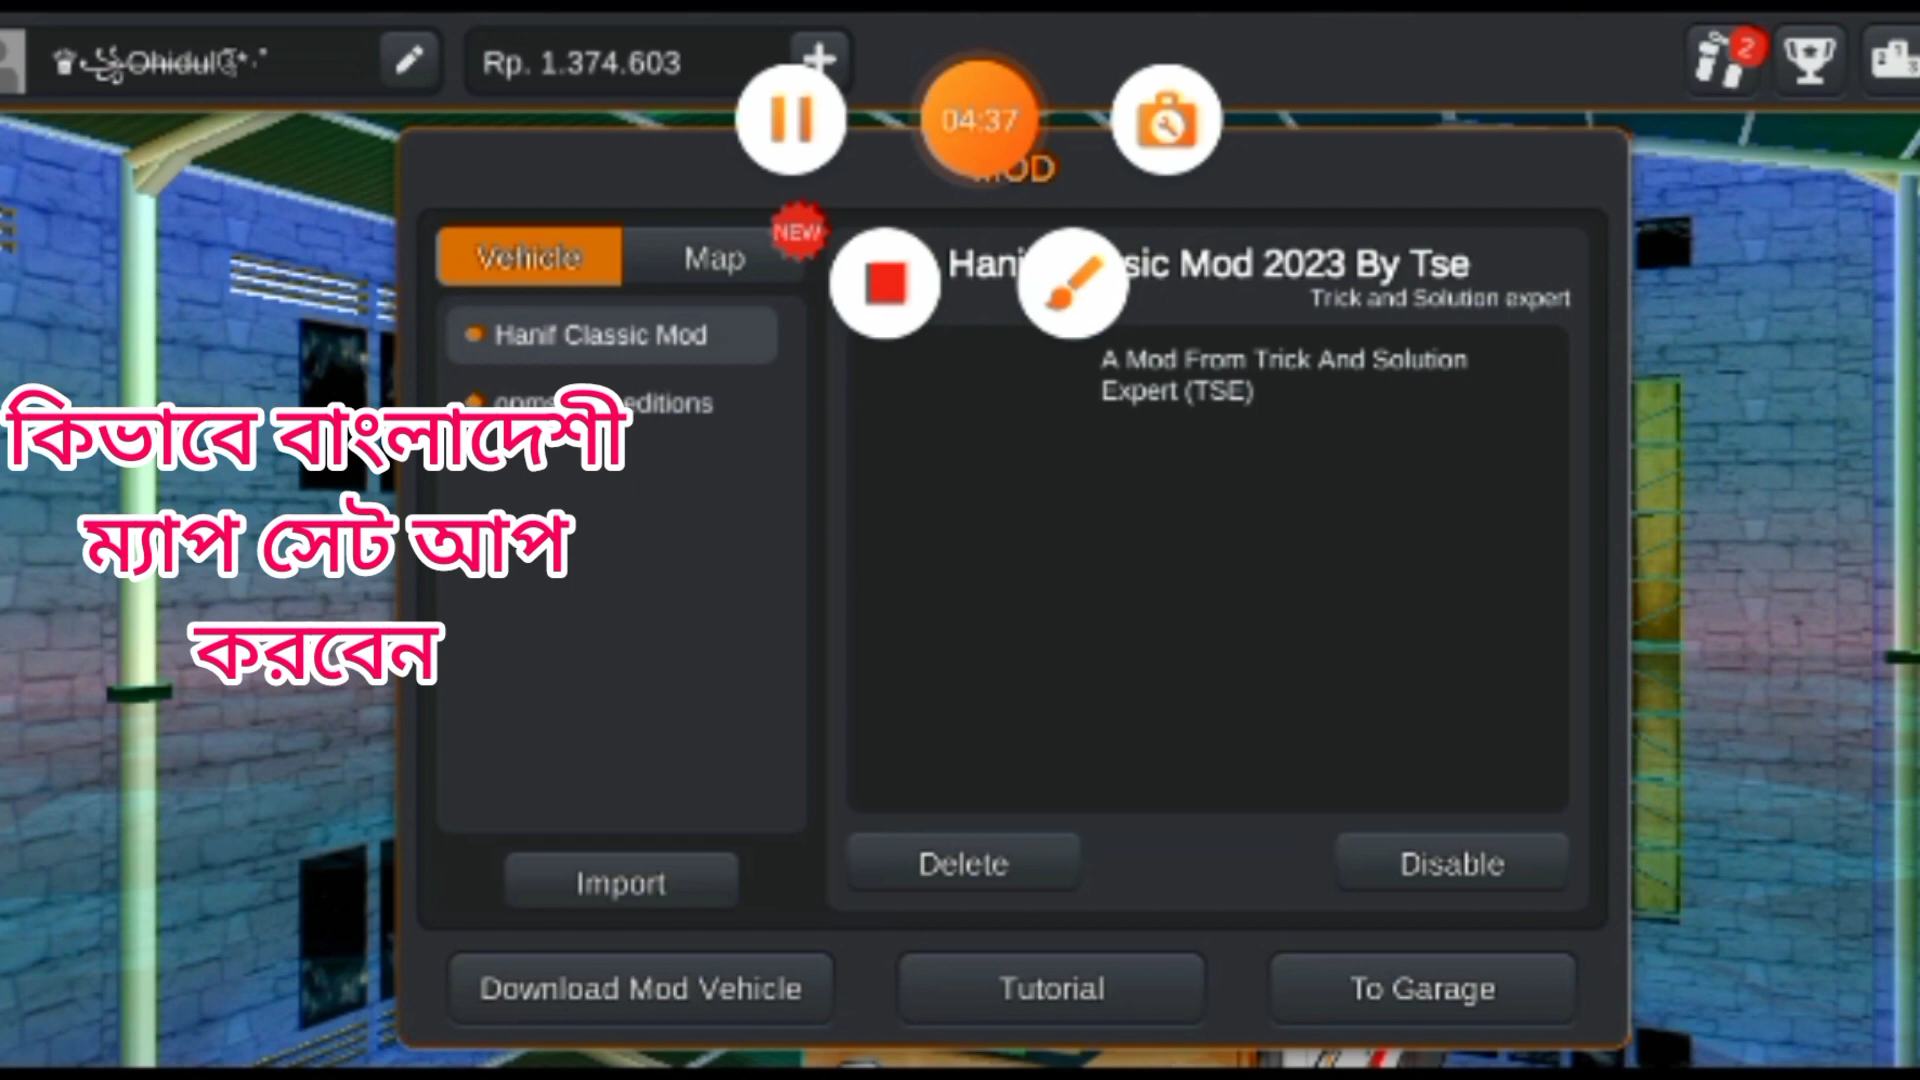 Ohidul
Rp. 1.374.603
2
04:37
Vehicle
Map
NEW
Mod 2023 By Tse
Trick and Solution expert
Hanif Classic Mod
A Mod From Trick And Solution
Expert (TSE)
editions
কিভাবে বাংলাদেশী
ম্যাপ সেট আপ
করবেন
Delete
Disable
Import
Download Mod Vehicle
Tutorial
To Garage